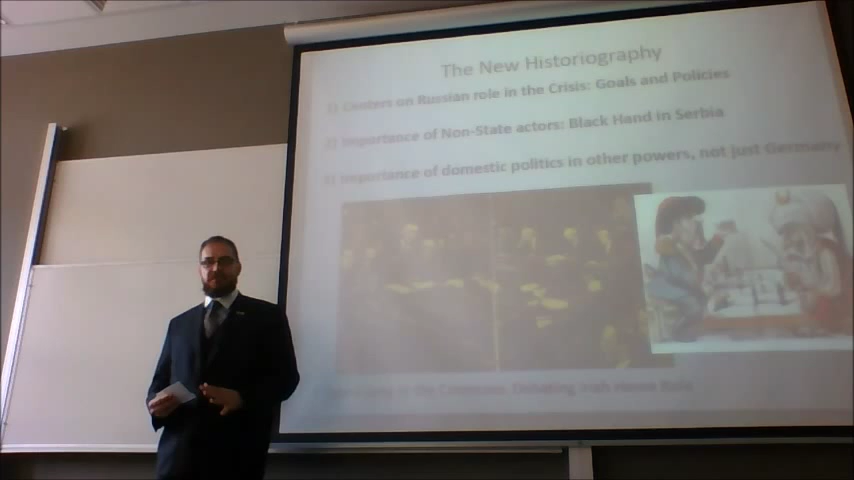 The New Historiography
1) Centers on Russian role in the Crisis: Goals and Policies
2) Importance of Non-State actors: Black Hand in Serbia
3) Importance of domestic politics in other powers, not just Germany
in the Commons, Debating Irish Home Rule